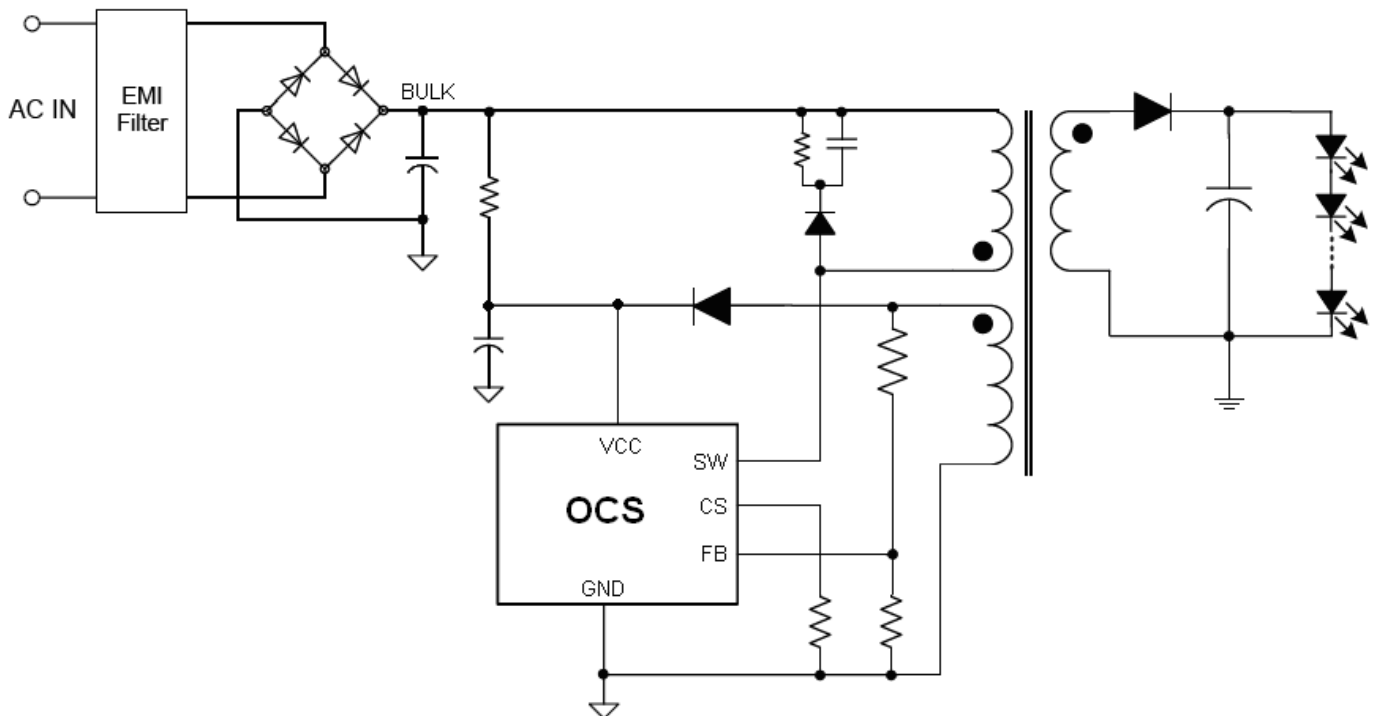 AC IN
EMI
Filter
BULK
VCC
SW
OCS
CS
FB
GND